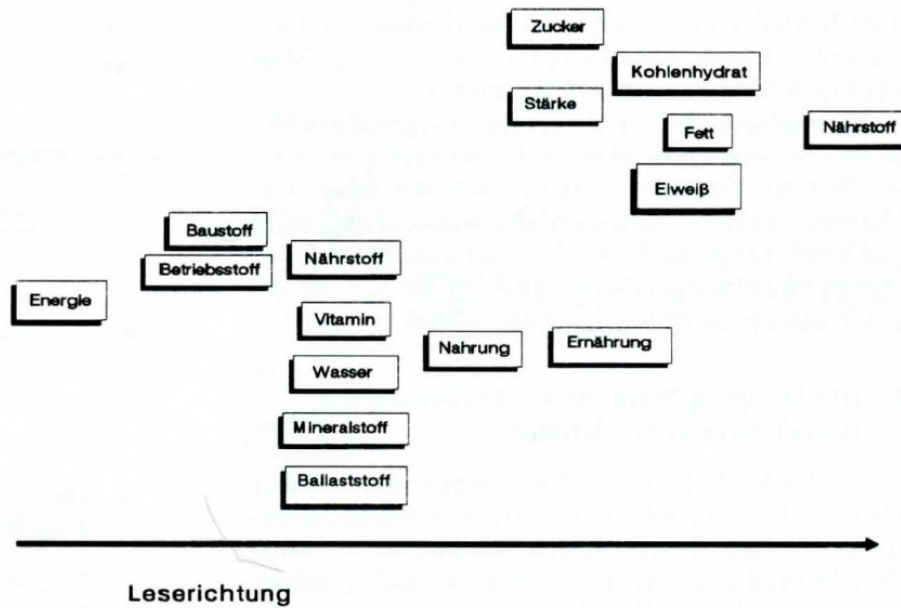 Zucker
Kohlenhydrat
Stärke
Fett
Nährstoff
Eiweiß
Baustoff
Betriebsstoff
Nährstoff
Energie
Vitamin
Nahrung
Ernährung
Wasser
Mineralstoff
Ballaststoff
Leserichtung